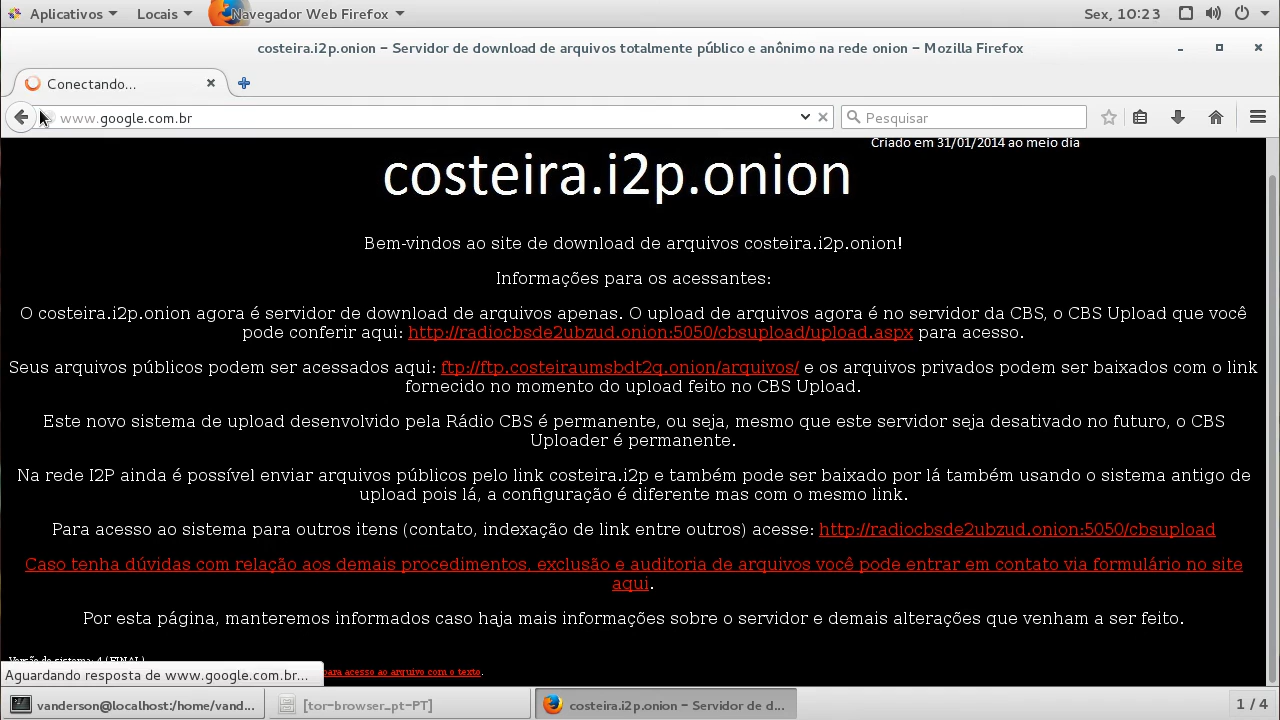 Aplicativos
Locais
Navegador Web Firefox
Sex, 10:23
costeira.i2p.onion – Servidor de download de arquivos totalmente público e anônimo na rede onion – Mozilla Firefox
Conectando...
www.google.com.br
Pesquisar
Criado em 31/01/2014 ao meio dia
costeira.i2p.onion
Bem-vindos ao site de download de arquivos costeira.i2p.onion!
Informações para os acessantes:
O costeira.i2p.onion agora é servidor de download de arquivos apenas. O upload de arquivos agora é no servidor da CBS, o CBS Upload que você
pode conferir aqui: http://radiocbsde2ubzud.onion:5050/cbsupload/upload.aspx para acesso.
Seus arquivos públicos podem ser acessados aqui: ftp://ftp.costeiraumsbdt2q.onion/arquivos/ e os arquivos privados podem ser baixados com o link
fornecido no momento do upload feito no CBS Upload.
Este novo sistema de upload desenvolvido pela Rádio CBS é permanente, ou seja, mesmo que este servidor seja desativado no futuro, o CBS
Uploader é permanente.
Na rede I2P ainda é possível enviar arquivos públicos pelo link costeira.i2p e também pode ser baixado por lá também usando o sistema antigo de
upload pois lá, a configuração é diferente mas com o mesmo link.
Para acesso ao sistema para outros itens (contato, indexação de link entre outros) acesse: http://radiocbsde2ubzud.onion:5050/cbsupload
Caso tenha dúvidas com relação aos demais procedimentos, exclusão e auditoria de arquivos você pode entrar em contato via formulário no site
aqui.
Por esta página, manteremos informados caso haja mais informações sobre o servidor e demais alterações que venham a ser feito.
Versão do sistema: 4 (FINAL)
para acesso ao arquivo com o texto.
Aguardando resposta de www.google.com.br...
vanderson@localhost:/home/vand...
[tor-browser_pt-PT]
costeira.i2p.onion – Servidor de d...
1 / 4